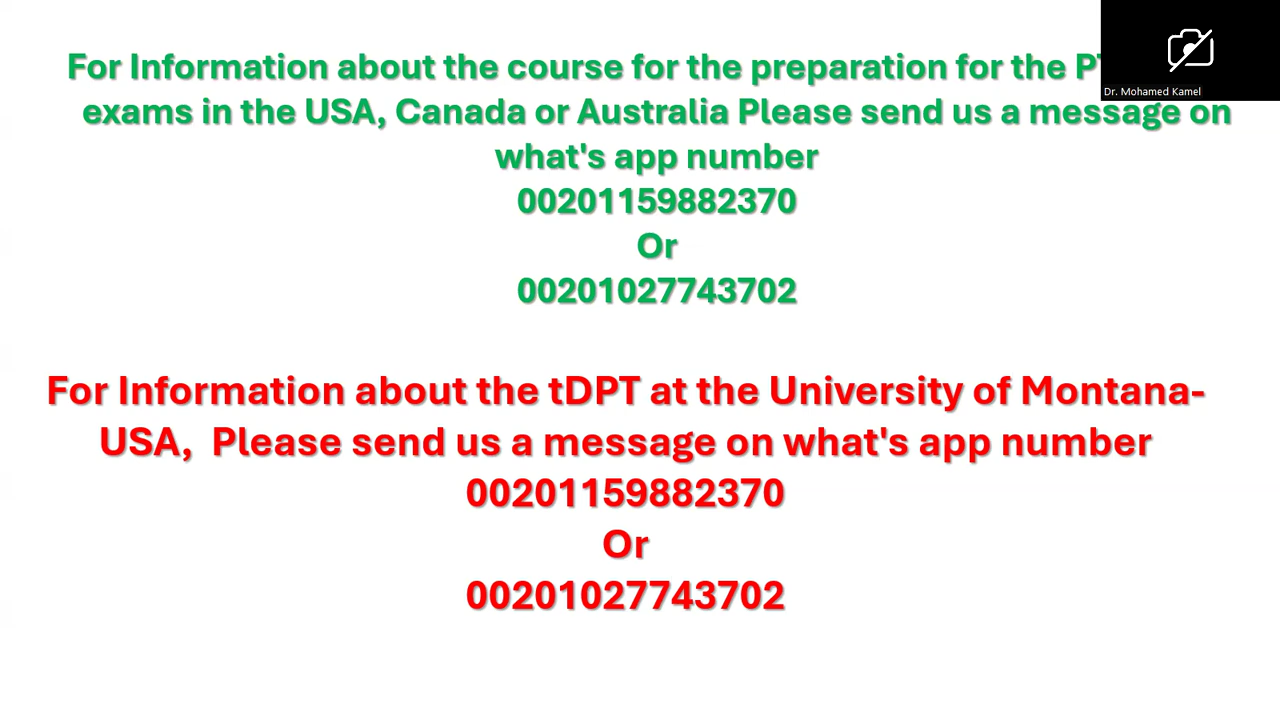 For Information about the course for the preparation for the
Dr. Mohamed Kamel
exams in the USA, Canada or Australia Please send us a message on
what's app number
00201159882370
Or
00201027743702
For Information about the tDPT at the University of Montana-
USA, Please send us a message on what's app number
00201159882370
Or
00201027743702